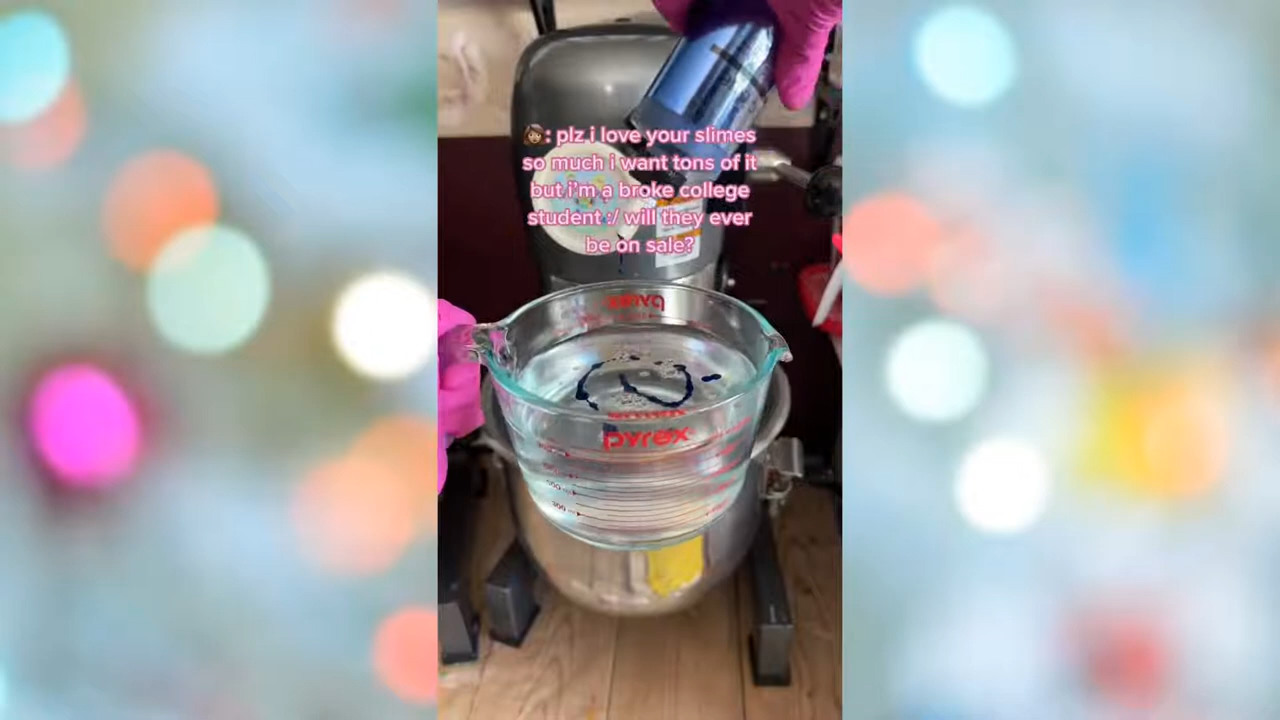 👩🏽: plz i love your slimes
so much i want tons of it
but i'm a broke college
student :/ will they ever
be on sale?
pyrex